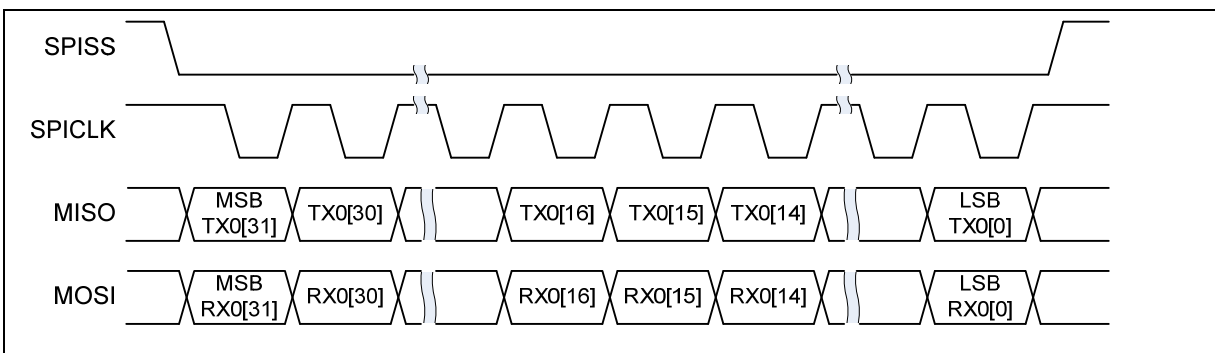 SPISS
SPICLK
MISO
MSB
TX0[31]
TX0[30]
TX0[16]
TX0[15]
TX0[14]
LSB
TX0[0]
MOSI
MSB
RX0[31]
RX0[30]
RX0[16]
RX0[15]
RX0[14]
LSB
RX0[0]